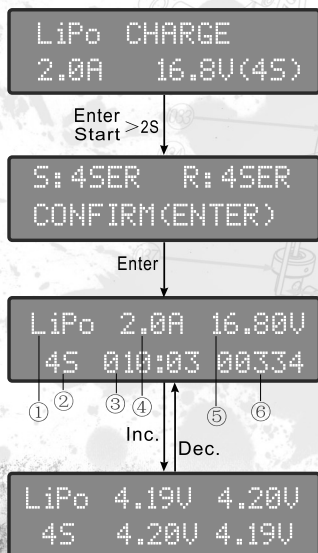 LiPo CHARGE
2.0A 16.8V(4S)
Enter
Start >2S
S:4SER R:4SER
CONFIRM(ENTER)
Enter
LiPo 2.0A 16.80V
4S 010:03 00334
① ② ③ ④ ⑤ ⑥
Inc.
Dec.
LiPo 4.19V 4.20V
4S 4.20V 4.19V